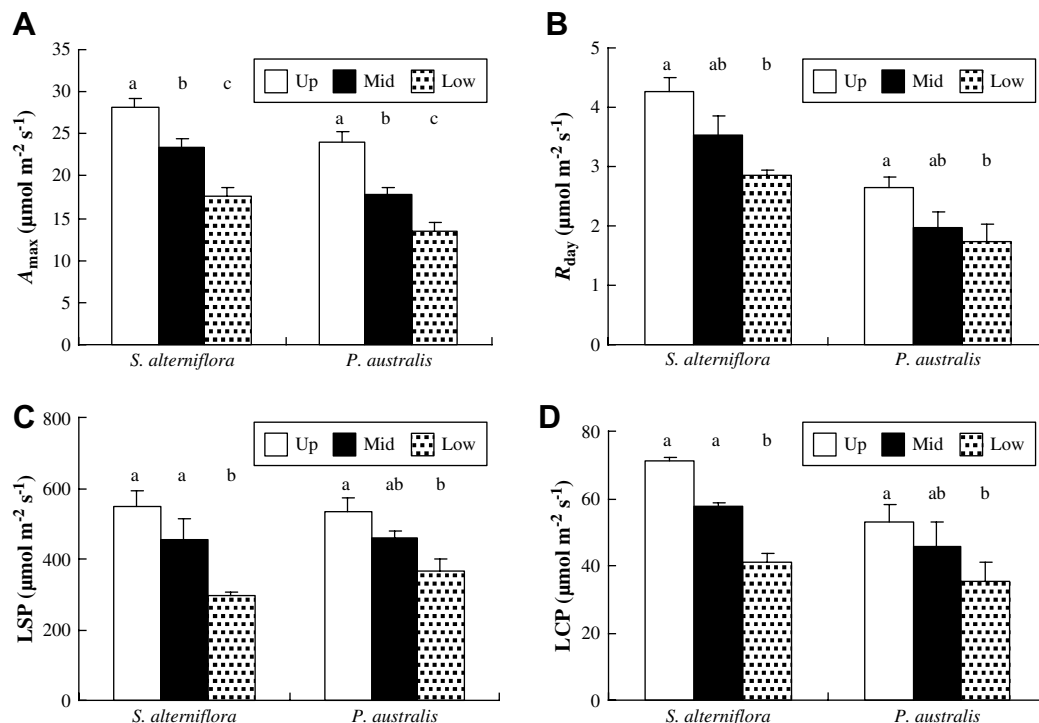 A
B
35
30
25
20
15
10
5
0
A max (μmol m-2 s-1)
Up Mid Low
a b c
a b c
S. alterniflora P. australis
5
4
3
2
1
0
R day (μmol m-2 s-1)
Up Mid Low
a ab b
a ab b
S. alterniflora P. australis
C
D
800
600
400
200
0
LSP (μmol m-2 s-1)
Up Mid Low
a a b
a ab b
S. alterniflora P. australis
80
60
40
20
0
LCP (μmol m-2 s-1)
Up Mid Low
a a b
a ab b
S. alterniflora P. australis